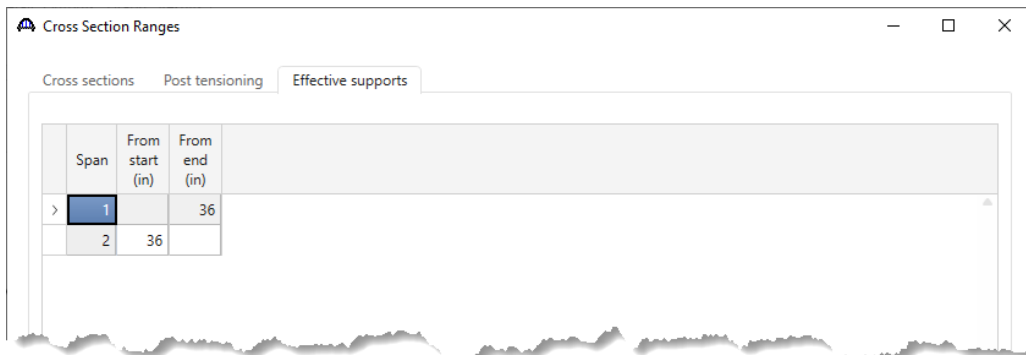 Cross Section Ranges
Cross sections Post tensioning Effective supports
Span From start (in) From end (in)
1 36
2 36